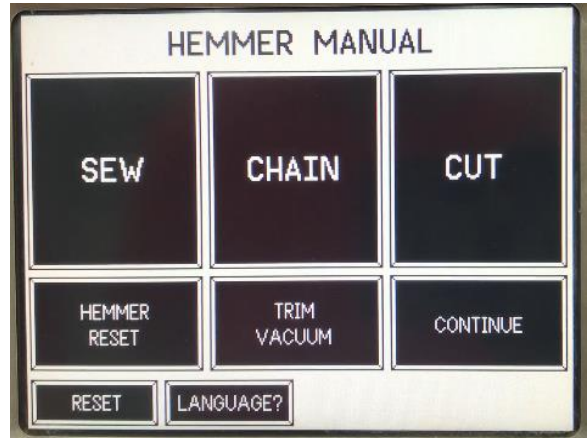 HEMMER MANUAL
SEW
CHAIN
CUT
HEMMER
RESET
TRIM
VACUUM
CONTINUE
RESET
LANGUAGE?